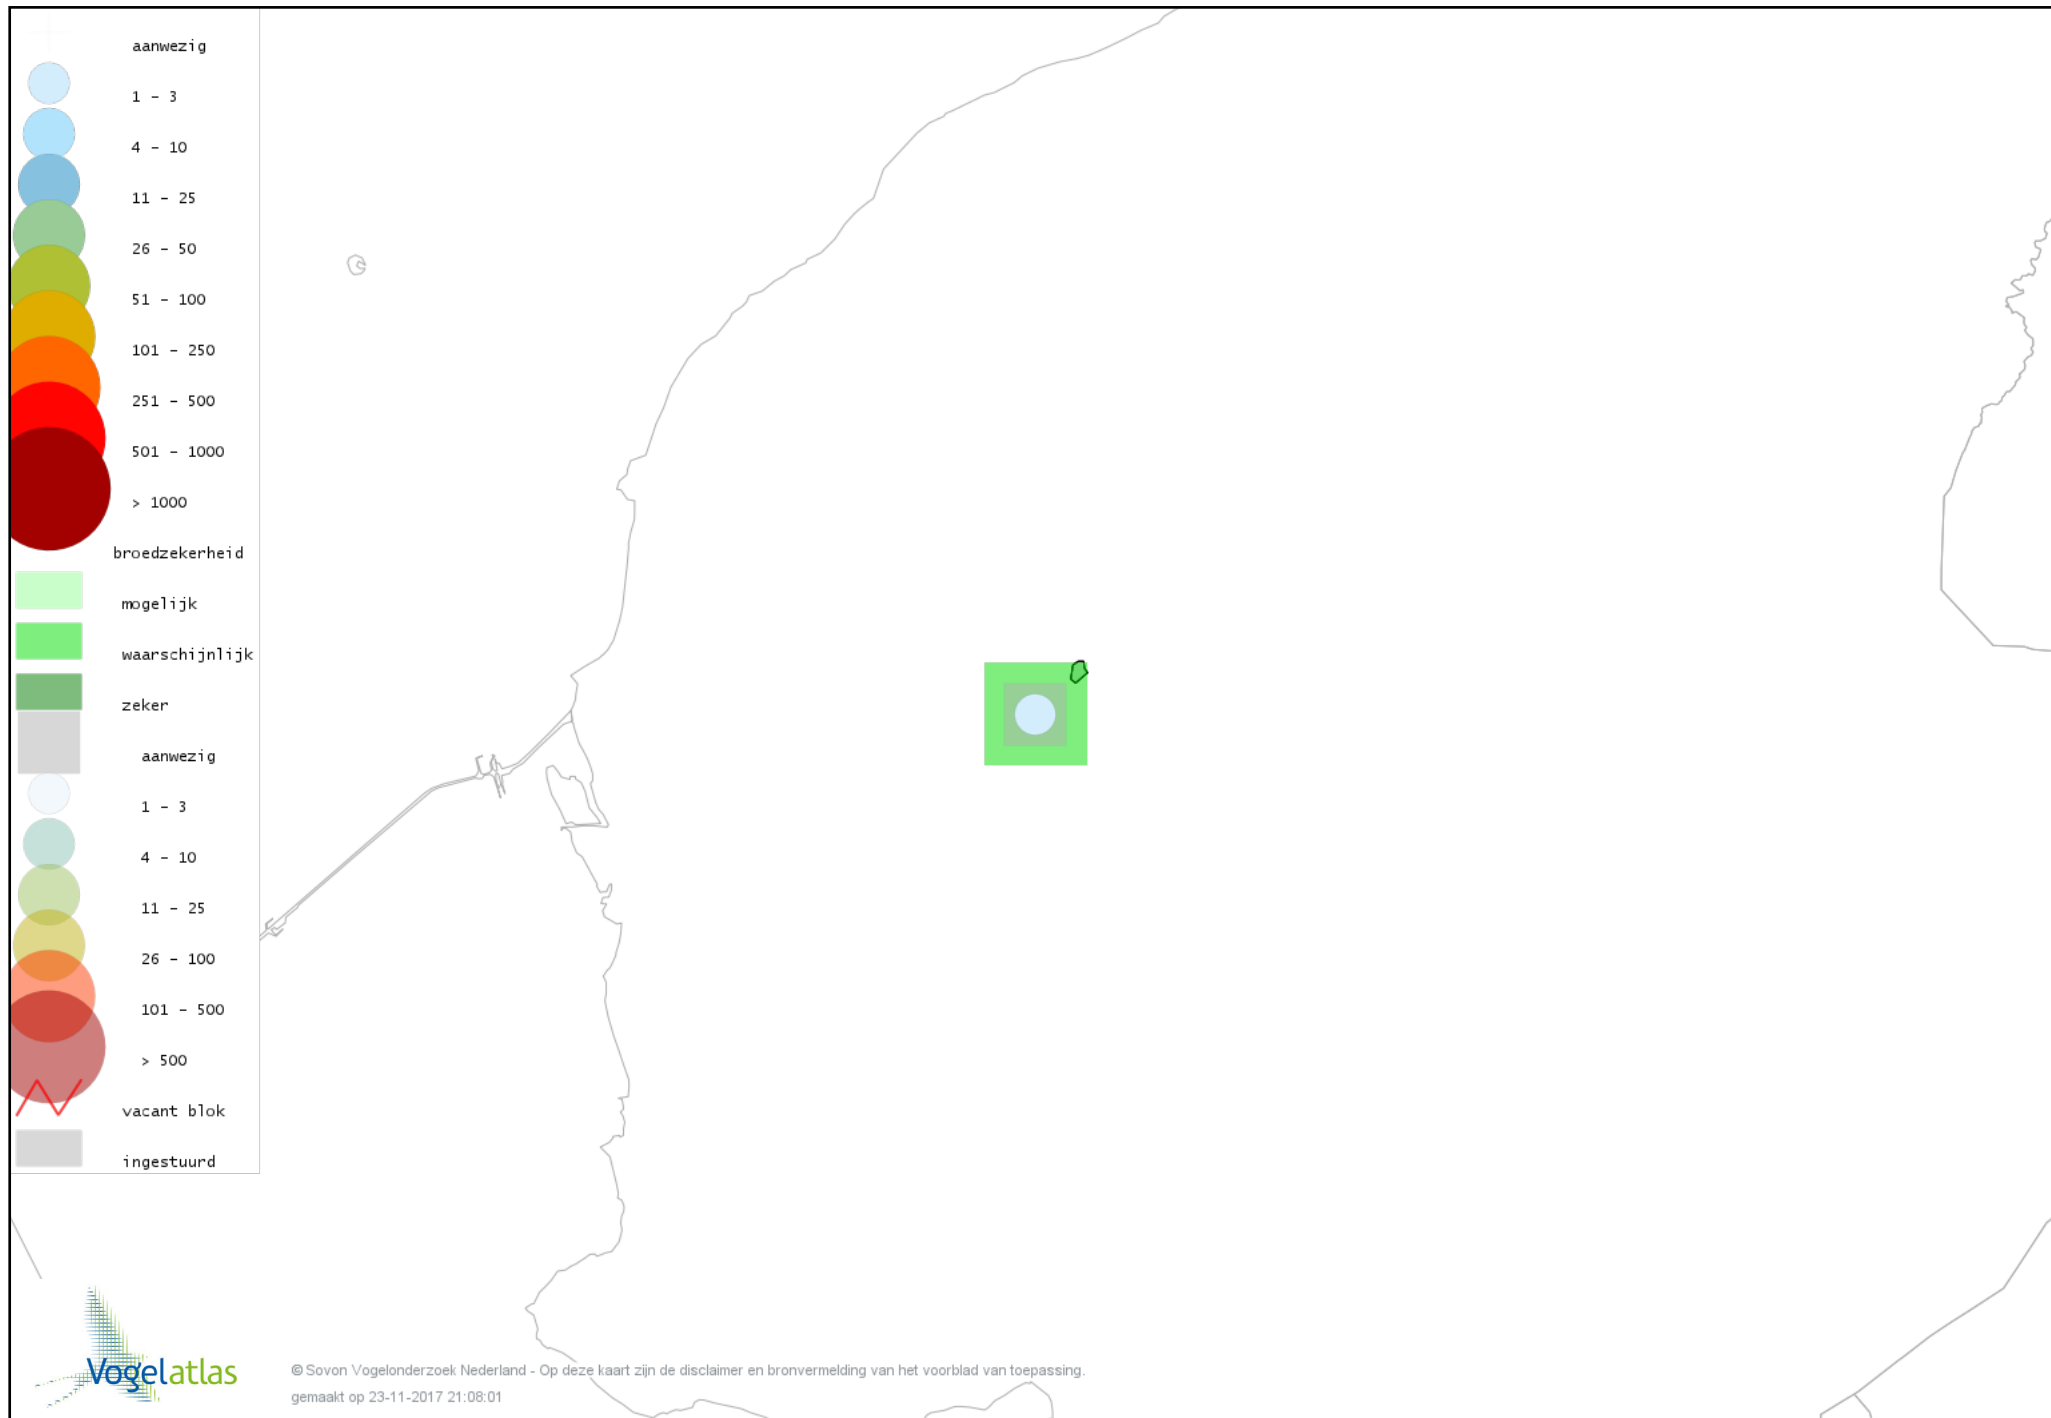 aanwezig
1 - 3
4 - 10
11 - 25
26 - 50
51 - 100
101 - 250
251 - 500
501 - 1000
> 1000
broedzekerheid
mogelijk
waarschijnlijk
zeker
aanwezig
1 - 3
4 - 10
11 - 25
26 - 100
101 - 500
> 500
vacant blok
ingestuurd
Vogelatlas
© Sovon Vogelonderzoek Nederland - Op deze kaart zijn de disclaimer en bronvermelding van het voorblad van toepassing.
gemaakt op 23-11-2017 21:08:01